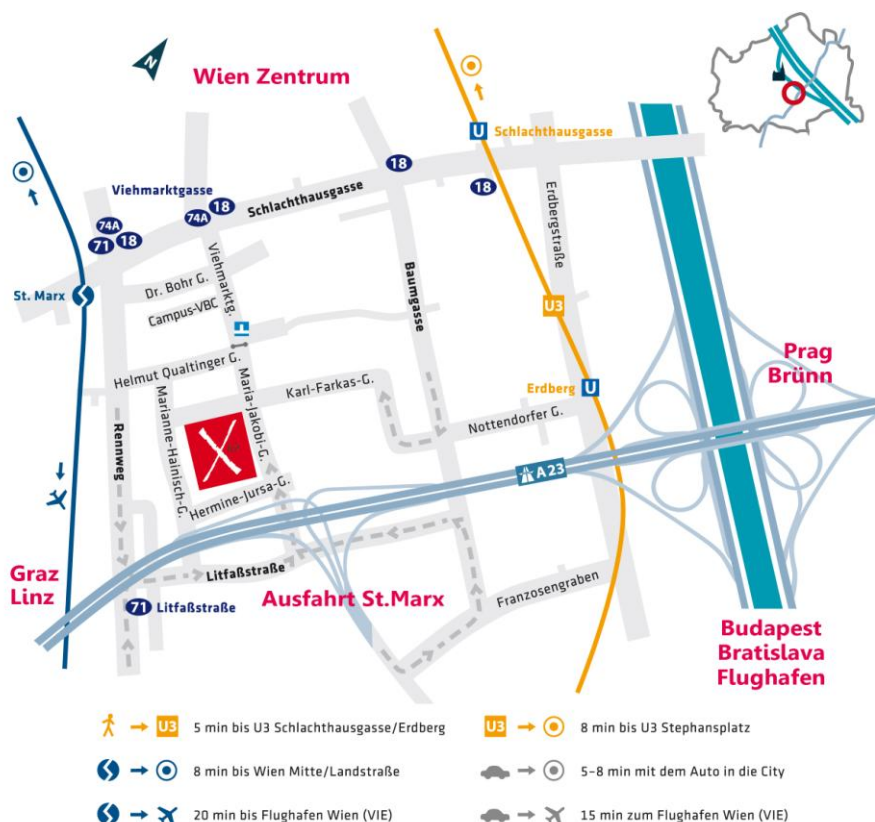 N
Wien Zentrum
U
Schlachthausgasse
18
18
Viehmarktgasse
18
74A
Schlachthausgasse
74A
71
18
Erdbergstraße
Dr. Bohr G.
Viehmarktg.
Baumgasse
St. Marx
Campus-VBC
U3
Prag
Brünn
Helmut Qualtinger G.
Karl-Farkas-G.
Erdberg
U
Maria-Jakobi-G.
Marianne-Hainisch-G.
Nottendorfer G.
Rennweg
A 23
Hermine-Jursa-G.
Graz
Linz
Litfaßstraße
71
Litfaßstraße
Ausfahrt St.Marx
Franzosengraben
Budapest
Bratislava
Flughafen
U3
5 min bis U3 Schlachthausgasse/Erdberg
U3
8 min bis U3 Stephansplatz
8 min bis Wien Mitte/Landstraße
5–8 min mit dem Auto in die City
20 min bis Flughafen Wien (VIE)
15 min zum Flughafen Wien (VIE)